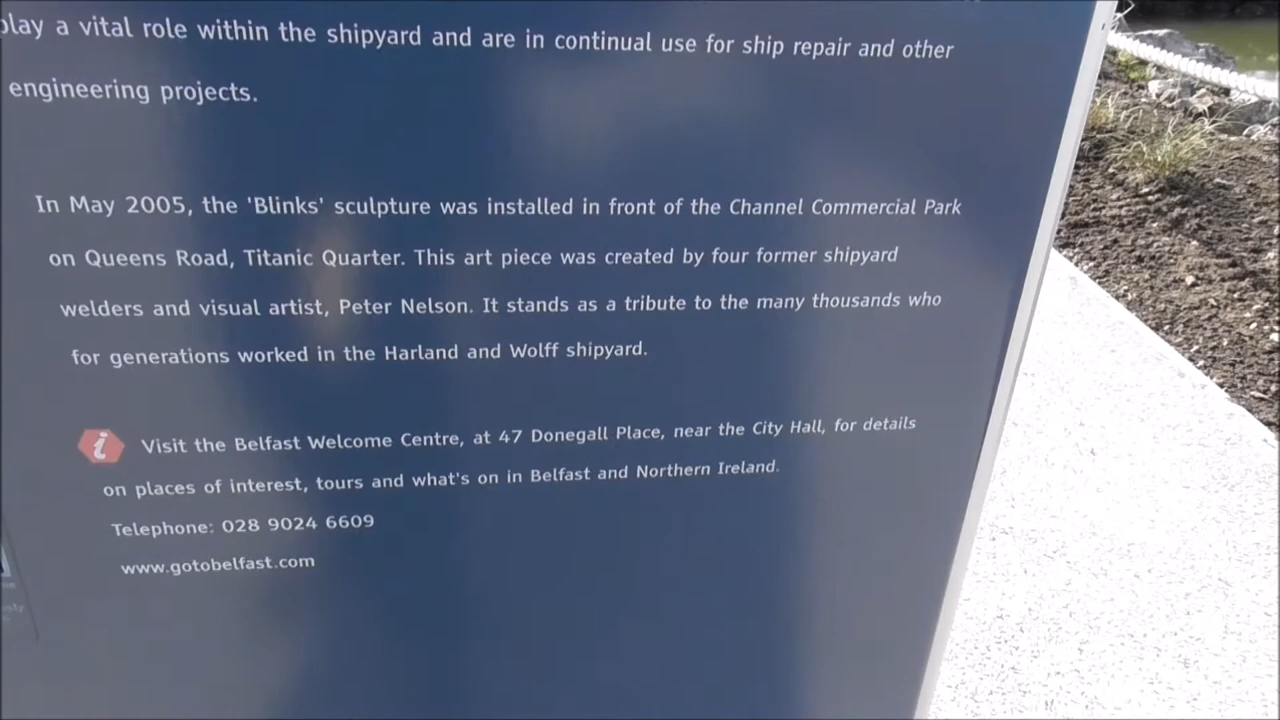 play a vital role within the shipyard and are in continual use for ship repair and other
engineering projects.
In May 2005, the 'Blinks' sculpture was installed in front of the Channel Commercial Park
on Queens Road, Titanic Quarter. This art piece was created by four former shipyard
welders and visual artist, Peter Nelson. It stands as a tribute to the many thousands who
for generations worked in the Harland and Wolff shipyard.
i Visit the Belfast Welcome Centre, at 47 Donegall Place, near the City Hall, for details
on places of interest, tours and what's on in Belfast and Northern Ireland.
Telephone: 028 9024 6609
www.gotobelfast.com